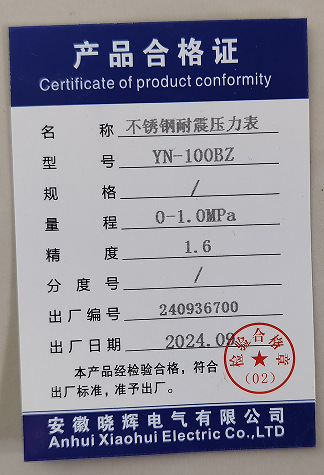 产品合格证
Certificate of product conformity
名 称 不锈钢耐震压力表
型 号 YN-100BZ
规 格 /
量 程 0-1.0MPa
精 度 1.6
分度号 /
出厂编号 240936700
出厂日期 2024.09
检验合格章
(02)
本产品经检验合格，符合
出厂标准，准予出厂。
安徽晓辉电气有限公司
Anhui Xiaohui Electric Co.,LTD